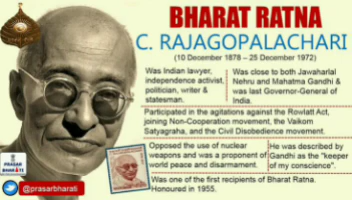 BHARAT RATNA
C. RAJAGOPALACHARI
(10 December 1878 – 25 December 1972)
Was Indian lawyer,
independence activist,
politician, writer &
statesman.
Was close to both Jawaharlal
Nehru and Mahatma Gandhi &
was last Governor-General of
India.
Participated in the agitations against the Rowlatt Act,
joining Non-Cooperation movement, the Vaikom
Satyagraha, and the Civil Disobedience movement.
Opposed the use of nuclear
weapons and was a proponent of
world peace and disarmament.
He was described by
Gandhi as the "keeper
of my conscience".
Was one of the first recipients of Bharat Ratna.
Honoured in 1955.
PRASAR
BHARATI
@prasarbharati